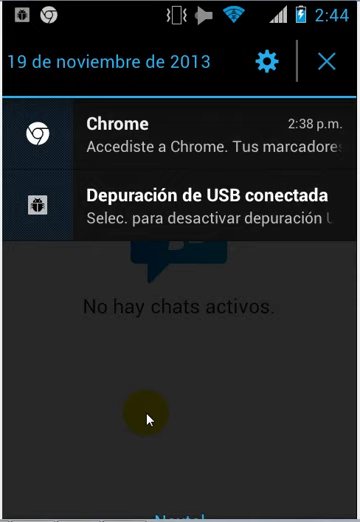 2:44
19 de noviembre de 2013
Chrome 2:38 p.m.
Accediste a Chrome. Tus marcadores
Depuración de USB conectada
Selec. para desactivar depuración U
No hay chats activos.